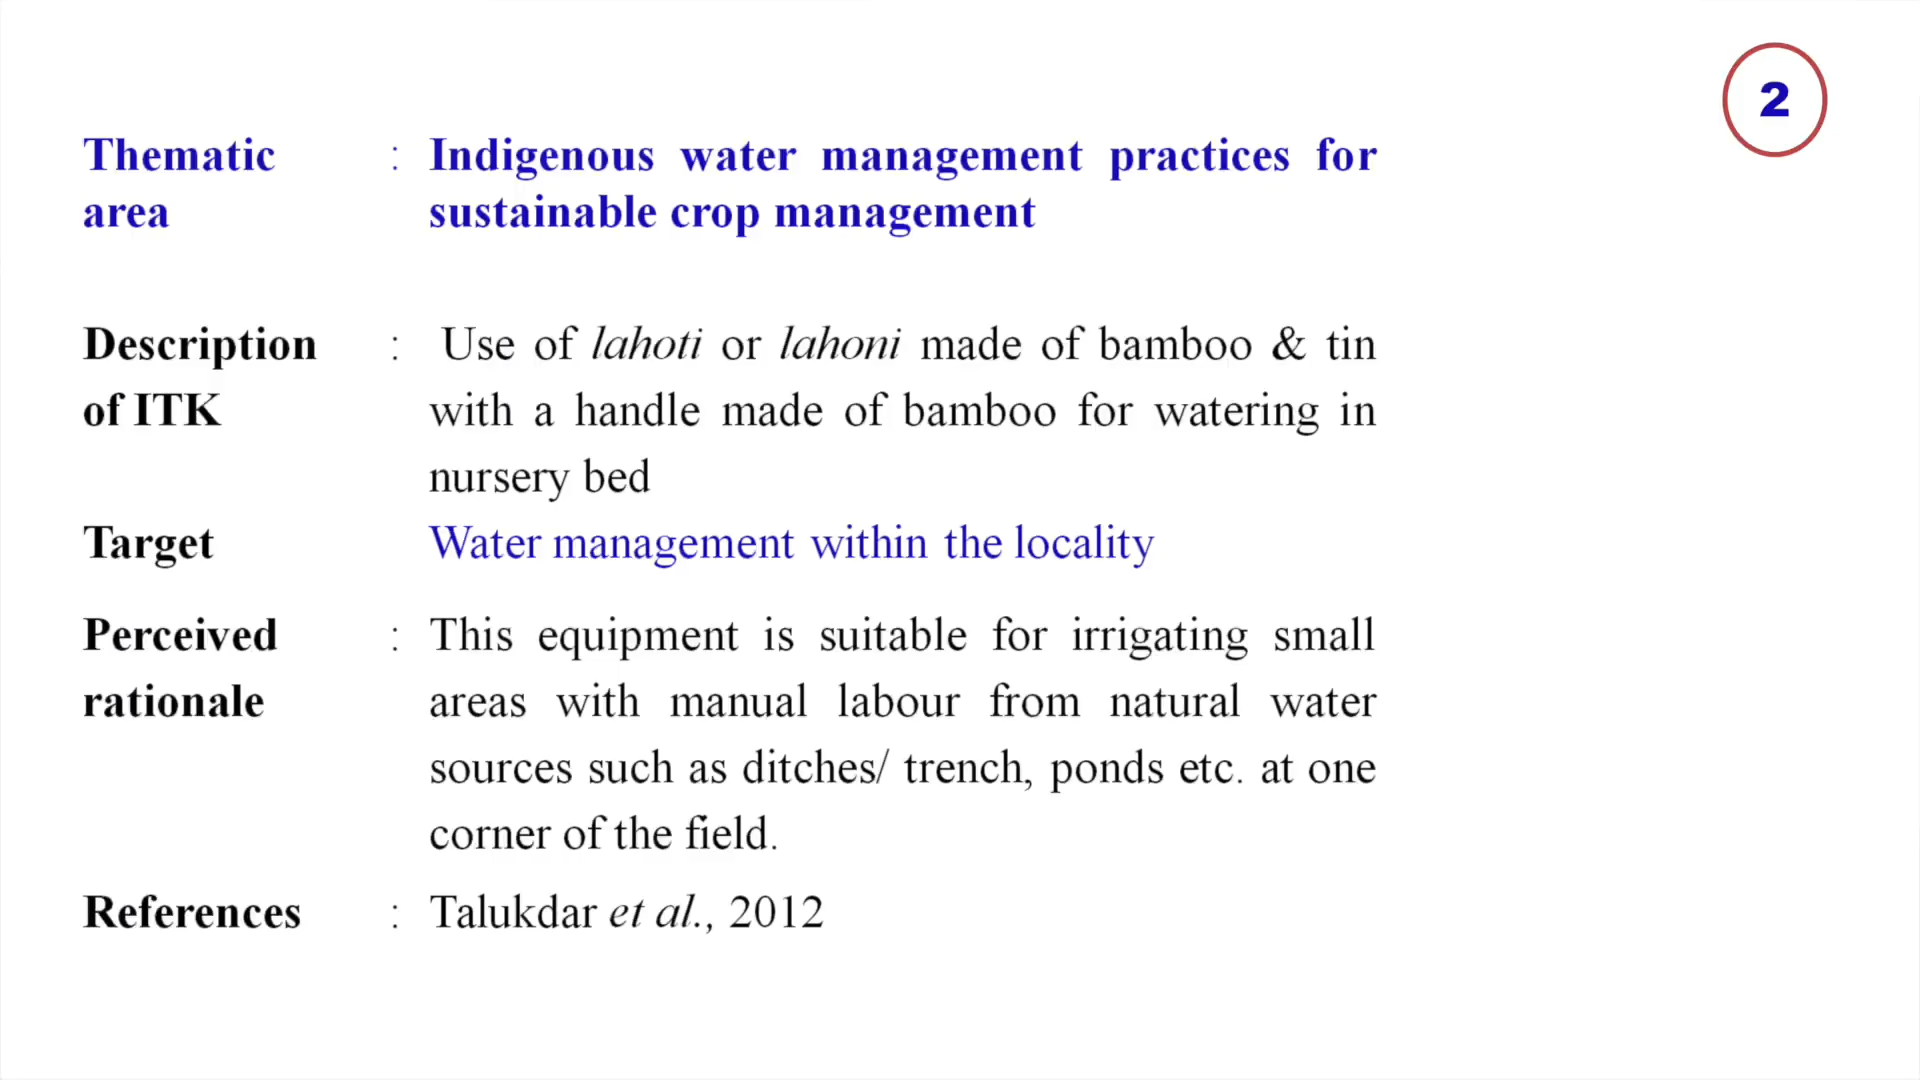 2
Thematic : Indigenous water management practices for
area sustainable crop management
Description : Use of lahoti or lahoni made of bamboo & tin
of ITK with a handle made of bamboo for watering in
nursery bed
Target Water management within the locality
Perceived : This equipment is suitable for irrigating small
rationale areas with manual labour from natural water
sources such as ditches/ trench, ponds etc. at one
corner of the field.
References : Talukdar et al., 2012